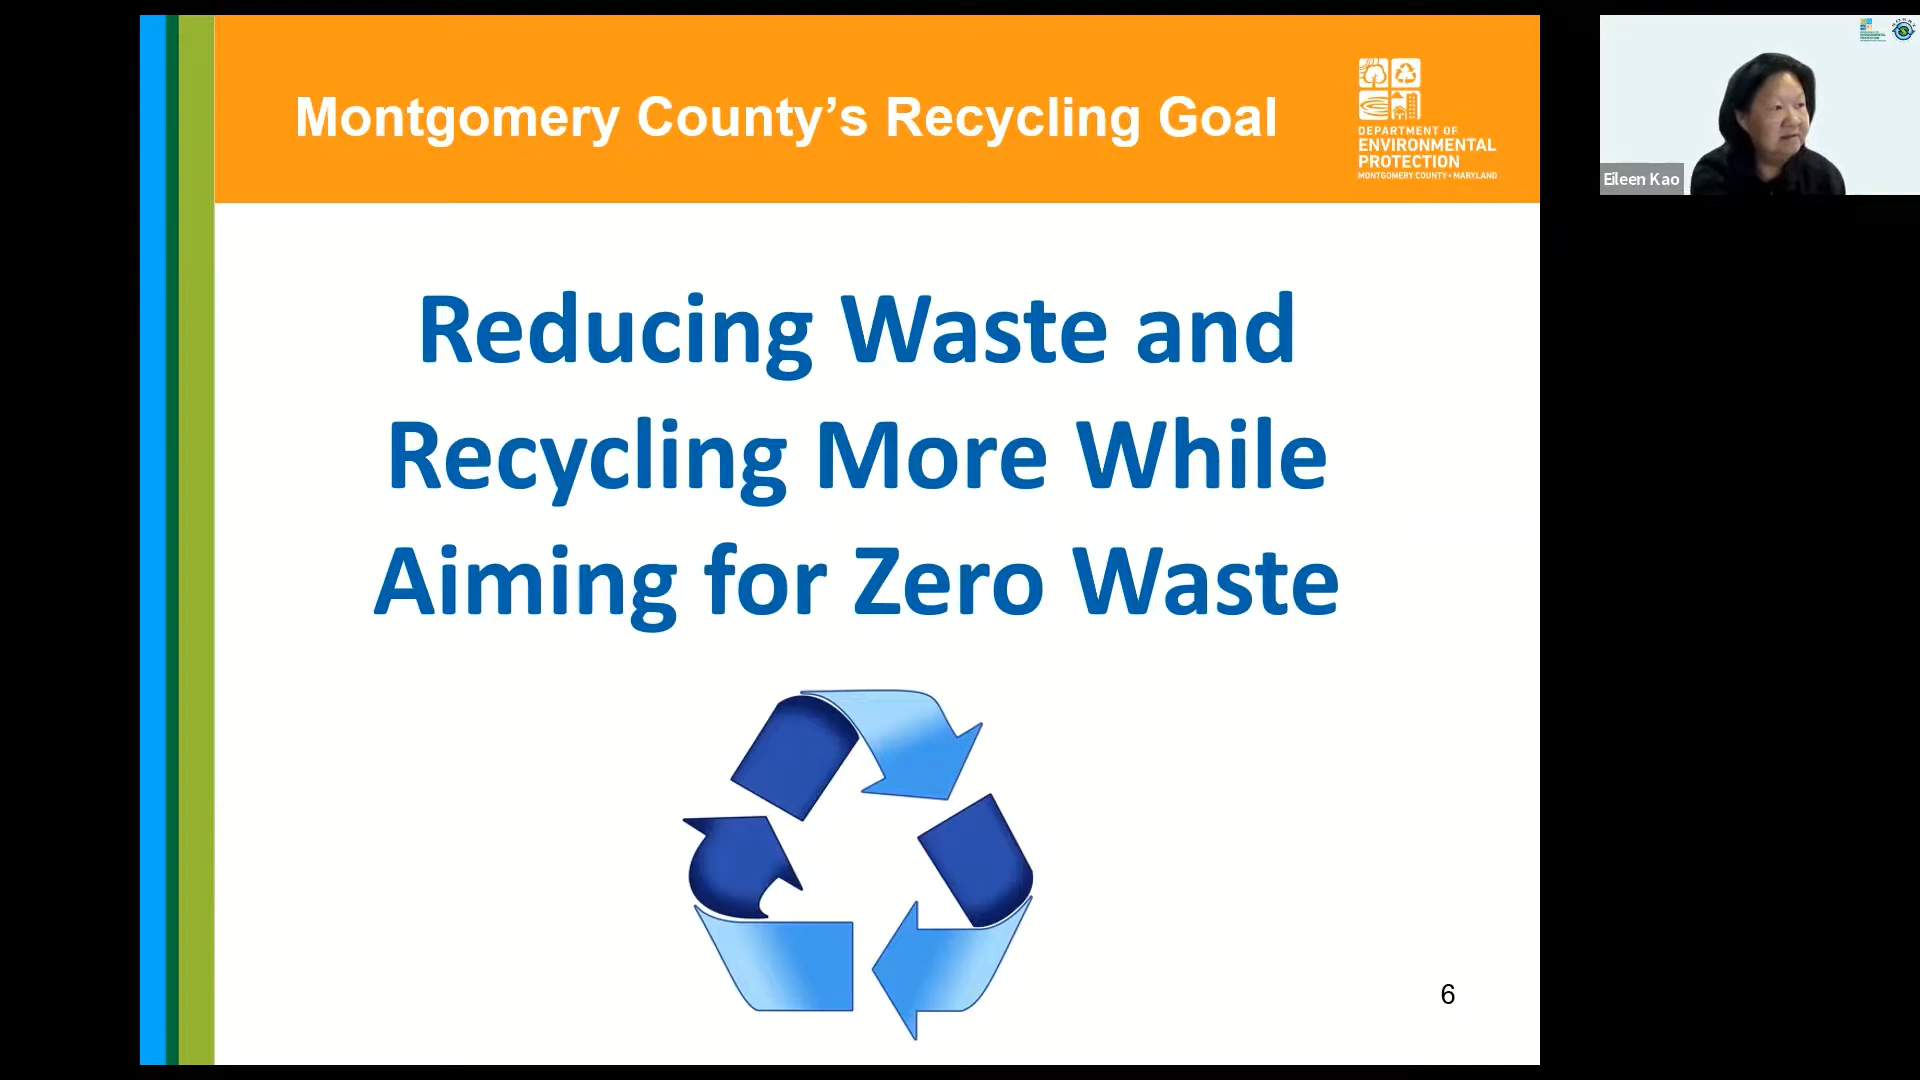 Montgomery County’s Recycling Goal
DEPARTMENT OF
ENVIRONMENTAL
PROTECTION
MONTGOMERY COUNTY • MARYLAND
Eileen Kao
Reducing Waste and
Recycling More While
Aiming for Zero Waste
6